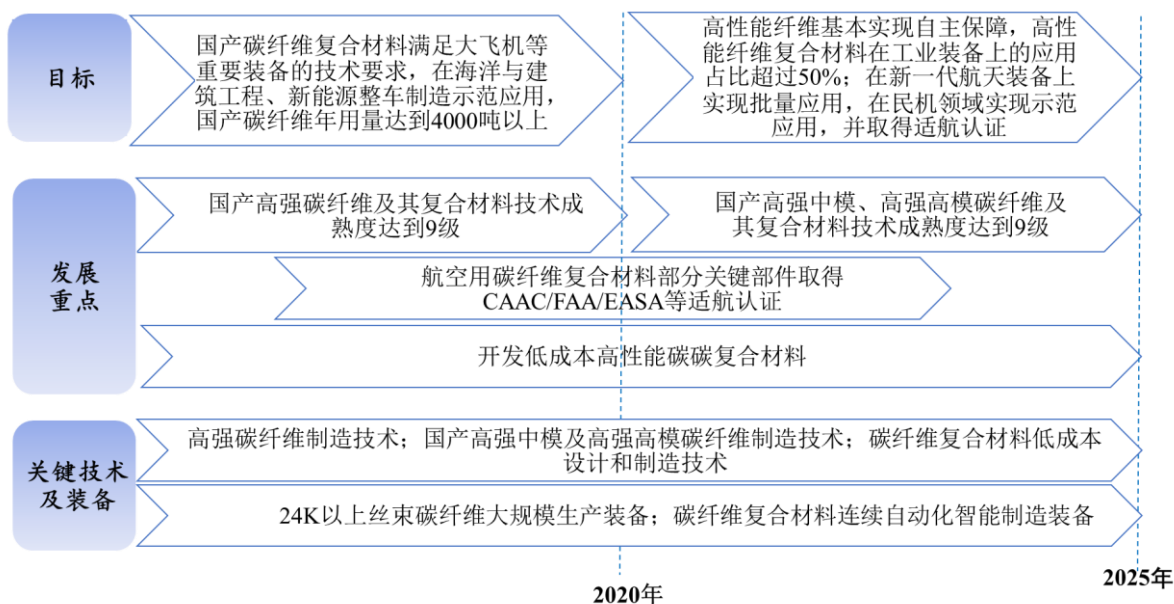 目标
国产碳纤维复合材料满足大飞机等
重要装备的技术要求，在海洋与建
筑工程、新能源整车制造示范应用，
国产碳纤维年用量达到4000吨以上
高性能纤维基本实现自主保障，高性
能纤维复合材料在工业装备上的应用
占比超过50%；在新一代航天装备上
实现批量应用，在民机领域实现示范
应用，并取得适航认证
发展
重点
国产高强碳纤维及其复合材料技术成
熟度达到9级
国产高强中模、高强高模碳纤维及
其复合材料技术成熟度达到9级
航空用碳纤维复合材料部分关键部件取得
CAAC/FAA/EASA等适航认证
开发低成本高性能碳碳复合材料
关键技术
及装备
高强碳纤维制造技术；国产高强中模及高强高模碳纤维制造技术；碳纤维复合材料低成本
设计和制造技术
24K以上丝束碳纤维大规模生产装备；碳纤维复合材料连续自动化智能制造装备
2020年
2025年